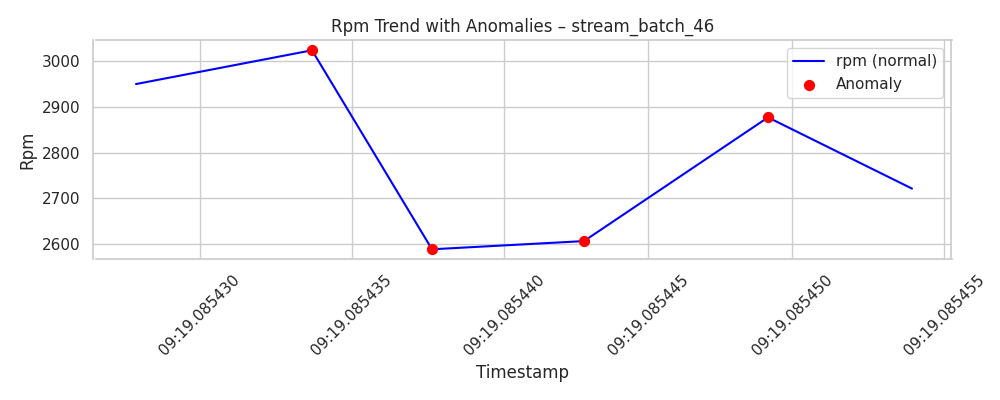 Rpm Trend with Anomalies – stream_batch_46
rpm (normal)
Anomaly
Rpm
3000
2900
2800
2700
2600
09:19.085430
09:19.085435
09:19.085440
09:19.085445
09:19.085450
09:19.085455
Timestamp